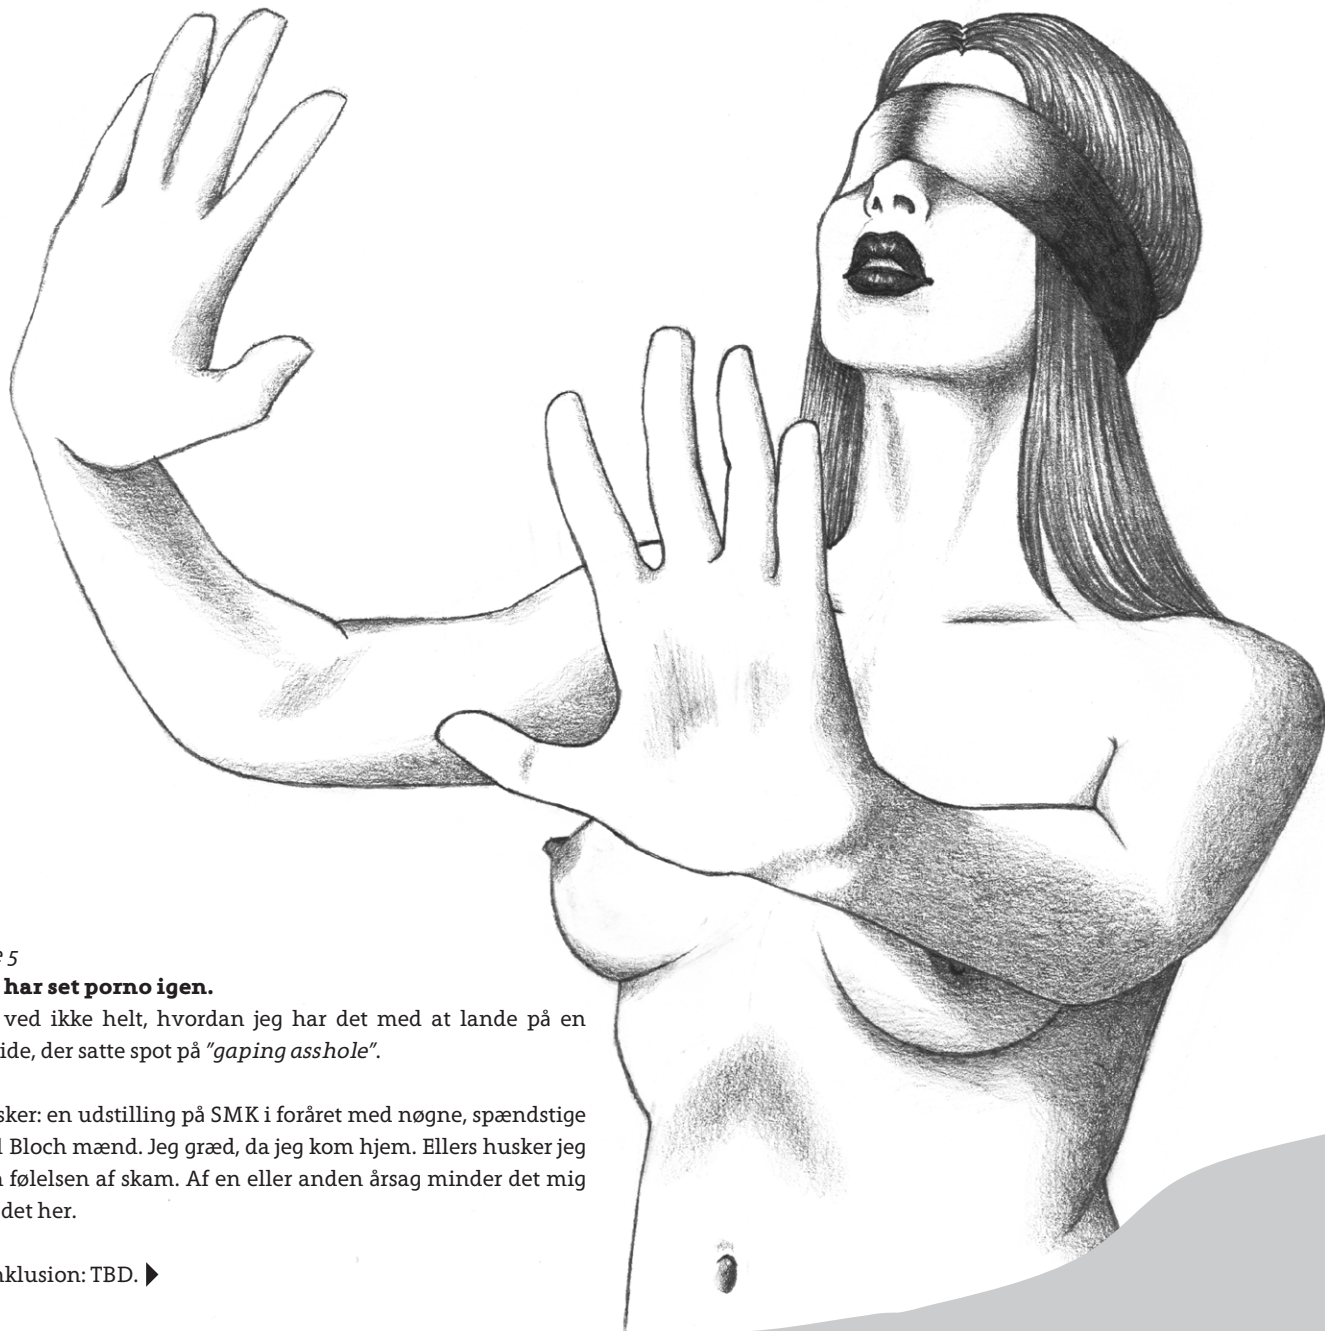 e 5
har set porno igen.
ved ikke helt, hvordan jeg har det med at lande på en
ide, der satte spot på ”gaping asshole”.
sker: en udstilling på SMK i foråret med nøgne, spændstige
l Bloch mænd. Jeg græd, da jeg kom hjem. Ellers husker jeg
følelsen af skam. Af en eller anden årsag minder det mig
det her.
nklusion: TBD.